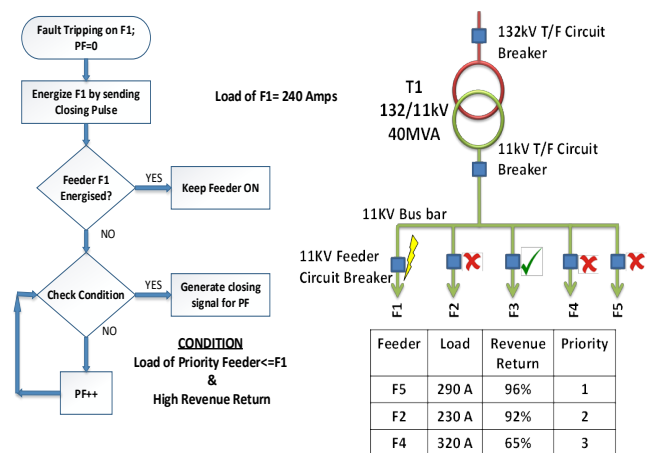 Fault Tripping on F1;
PF=0
Energize F1 by sending
Closing Pulse
Load of F1= 240 Amps
Feeder F1
Energised?
YES
Keep Feeder ON
NO
Check Condition
YES
Generate closing
signal for PF
NO
PF++
CONDITION
Load of Priority Feeder<=F1
&
High Revenue Return
132kV T/F Circuit
Breaker
T1
132/11kV
40MVA
11kV T/F Circuit
Breaker
11KV Bus bar
11KV Feeder
Circuit Breaker
F1
F2
F3
F4
F5
Feeder Load Revenue Return Priority
F5 290 A 96% 1
F2 230 A 92% 2
F4 320 A 65% 3